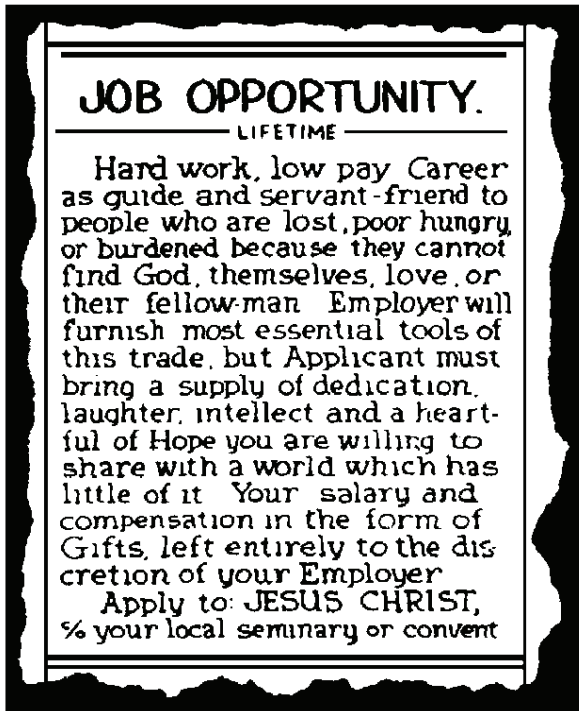 JOB OPPORTUNITY.
LIFETIME
Hard work, low pay Career
as guide and servant-friend to
people who are lost, poor hungry,
or burdened because they cannot
find God, themselves, love, or
their fellow-man Employer will
furnish most essential tools of
this trade, but Applicant must
bring a supply of dedication,
laughter, intellect and a heart-
ful of Hope you are willing to
share with a world which has
little of it Your salary and
compensation in the form of
Gifts, left entirely to the dis-
cretion of your Employer
Apply to: JESUS CHRIST,
℅ your local seminary or convent